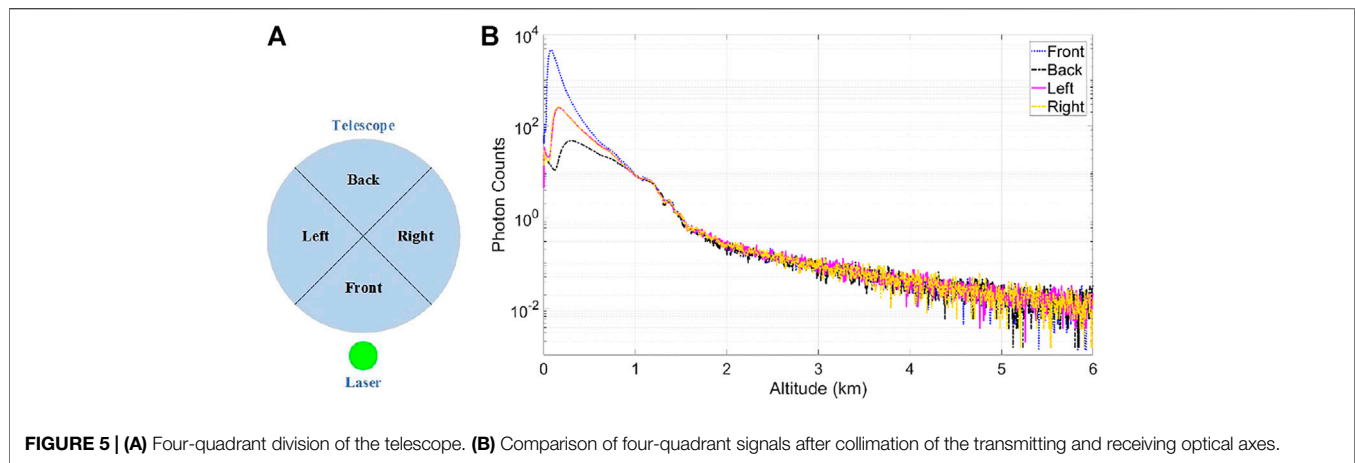 A
Telescope
Back
Left
Right
Front
Laser
B
Photon Counts
10^4
10^2
10^0
10^-2
Front
Back
Left
Right
0
1
2
3
4
5
6
Altitude (km)
FIGURE 5 | (A) Four-quadrant division of the telescope. (B) Comparison of four-quadrant signals after collimation of the transmitting and receiving optical axes.